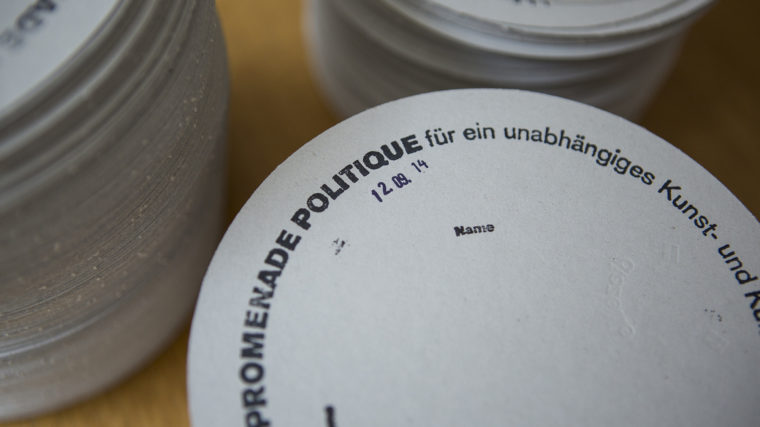 PROMENADE POLITIQUE für ein unabhängiges Kunst- und
12.09.14
Name